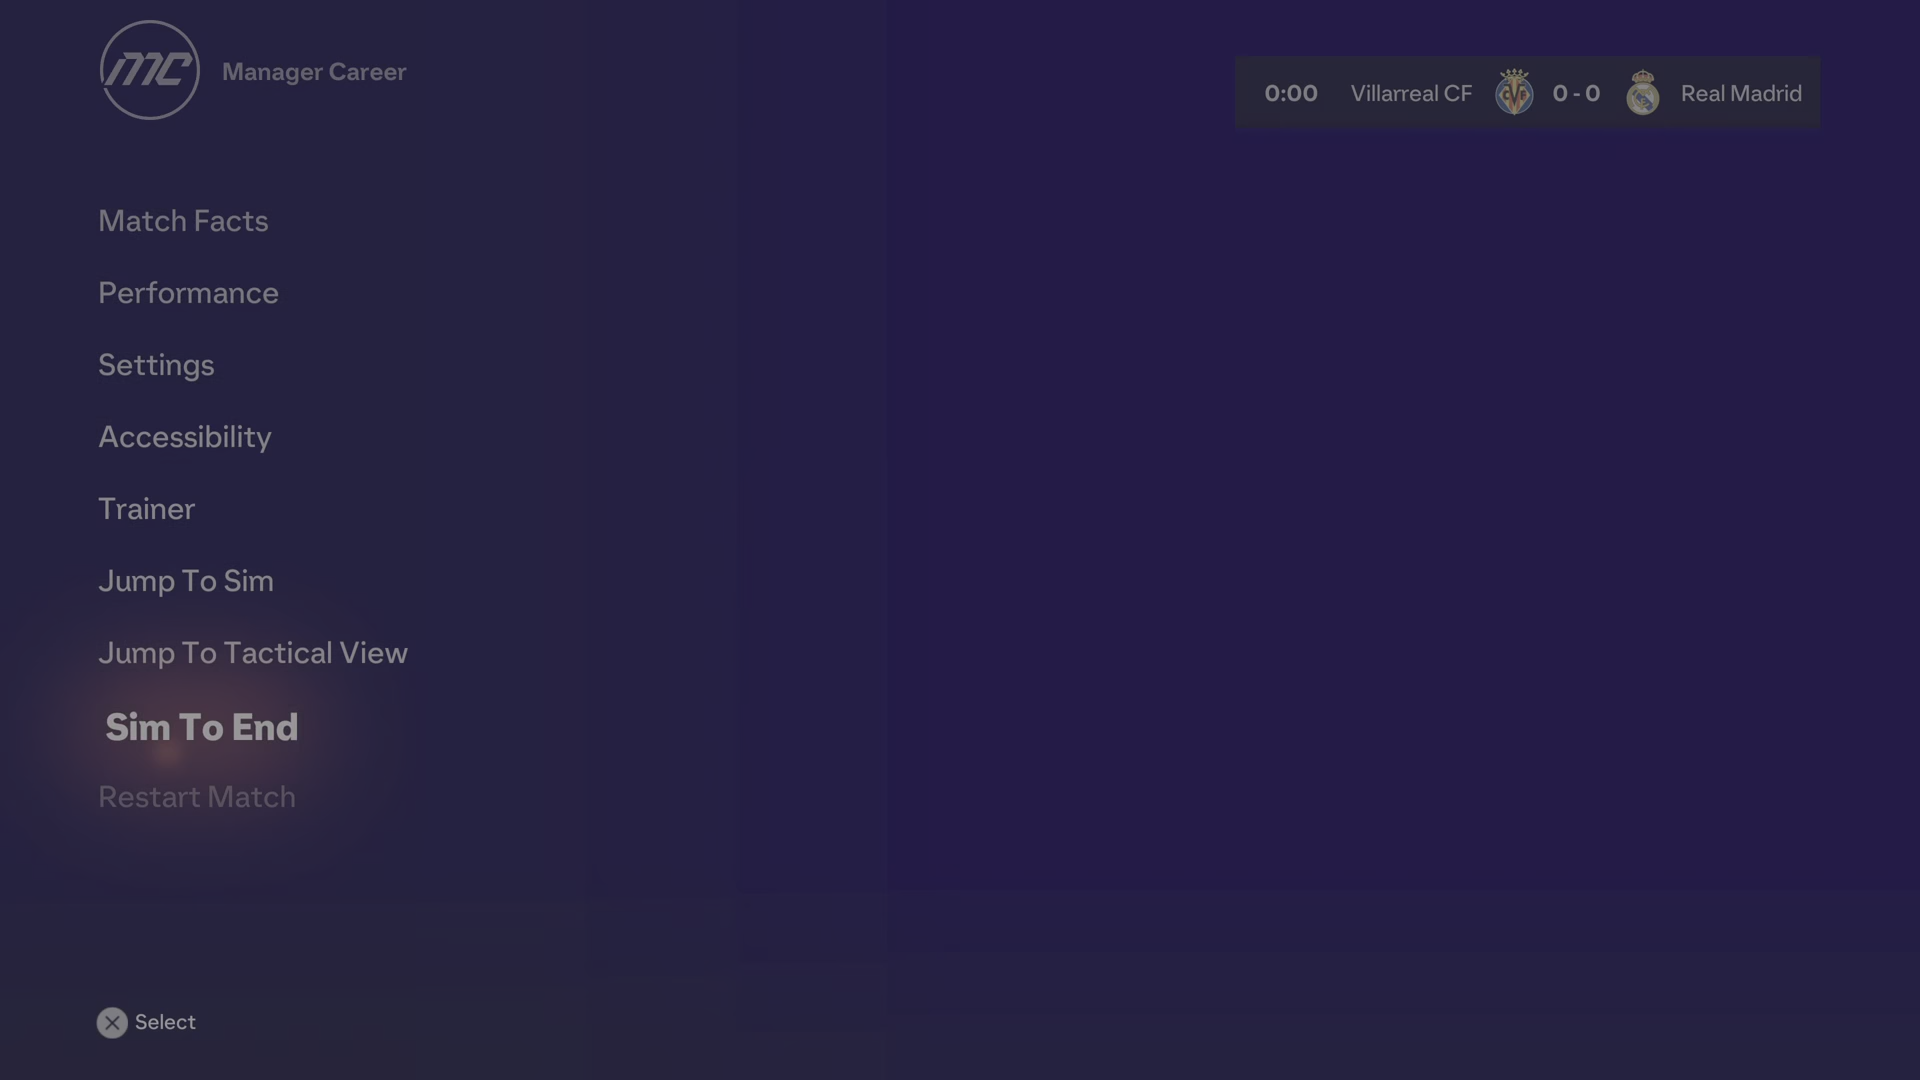 MC Manager Career
0:00 Villarreal CF 0 - 0 Real Madrid
Match Facts
Performance
Settings
Accessibility
Trainer
Jump To Sim
Jump To Tactical View
Sim To End
Restart Match
Select